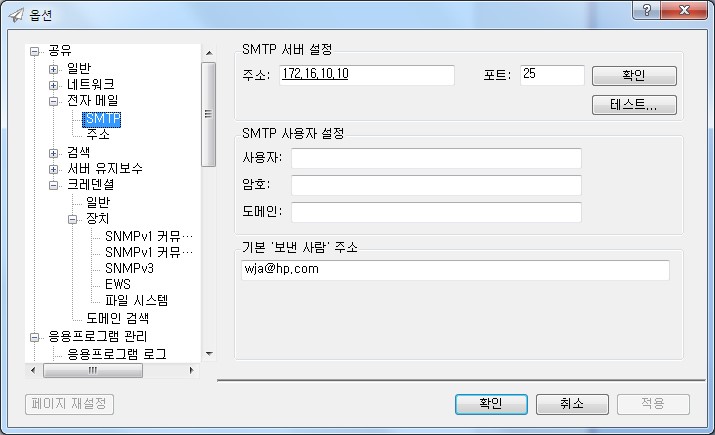 옵션
공유
일반
네트워크
전자 메일
SMTP
주소
검색
서버 유지보수
크레덴셜
일반
장치
SNMPv1 커뮤…
SNMPv1 커뮤…
SNMPv3
EWS
파일 시스템
도메인 검색
응용프로그램 관리
응용프로그램 로그
SMTP 서버 설정
주소: 172.16.10.10 포트: 25 확인
테스트...
SMTP 사용자 설정
사용자:
암호:
도메인:
기본 '보낸 사람' 주소
wja@hp.com
페이지 재설정 확인 취소 적용